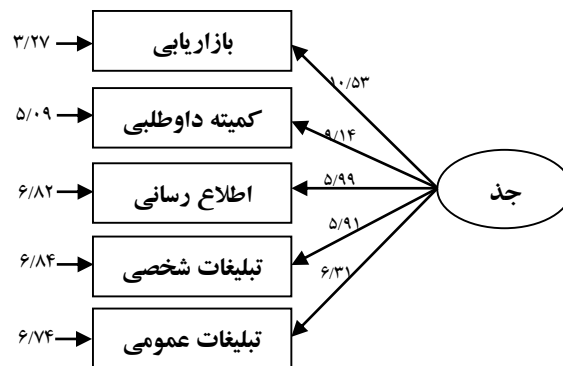 بازاریابی
۳/۲۷
۱۰/۵۳
کمیته داوطلبی
۵/۰۹
۹/۱۴
اطلاع رسانی
۶/۸۲
۵/۹۹
جذ
تبلیغات شخصی
۶/۸۴
۵/۹۱
تبلیغات عمومی
۶/۷۴
۶/۳۱